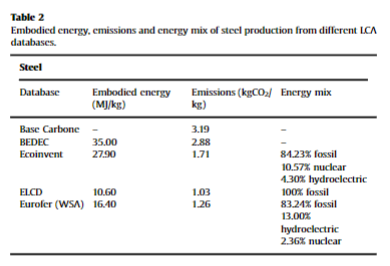 Table 2
Embodied energy, emissions and energy mix of steel production from different LCA
databases.
Steel
Database Embodied energy Emissions (kgCO₂/ Energy mix
(MJ/kg) kg)
Base Carbone – 3.19 –
BEDEC 35.00 2.88 –
Ecoinvent 27.90 1.71 84.23% fossil
10.57% nuclear
4.30% hydroelectric
ELCD 10.60 1.03 100% fossil
Eurofer (WSA) 16.40 1.26 83.24% fossil
13.00%
hydroelectric
2.36% nuclear